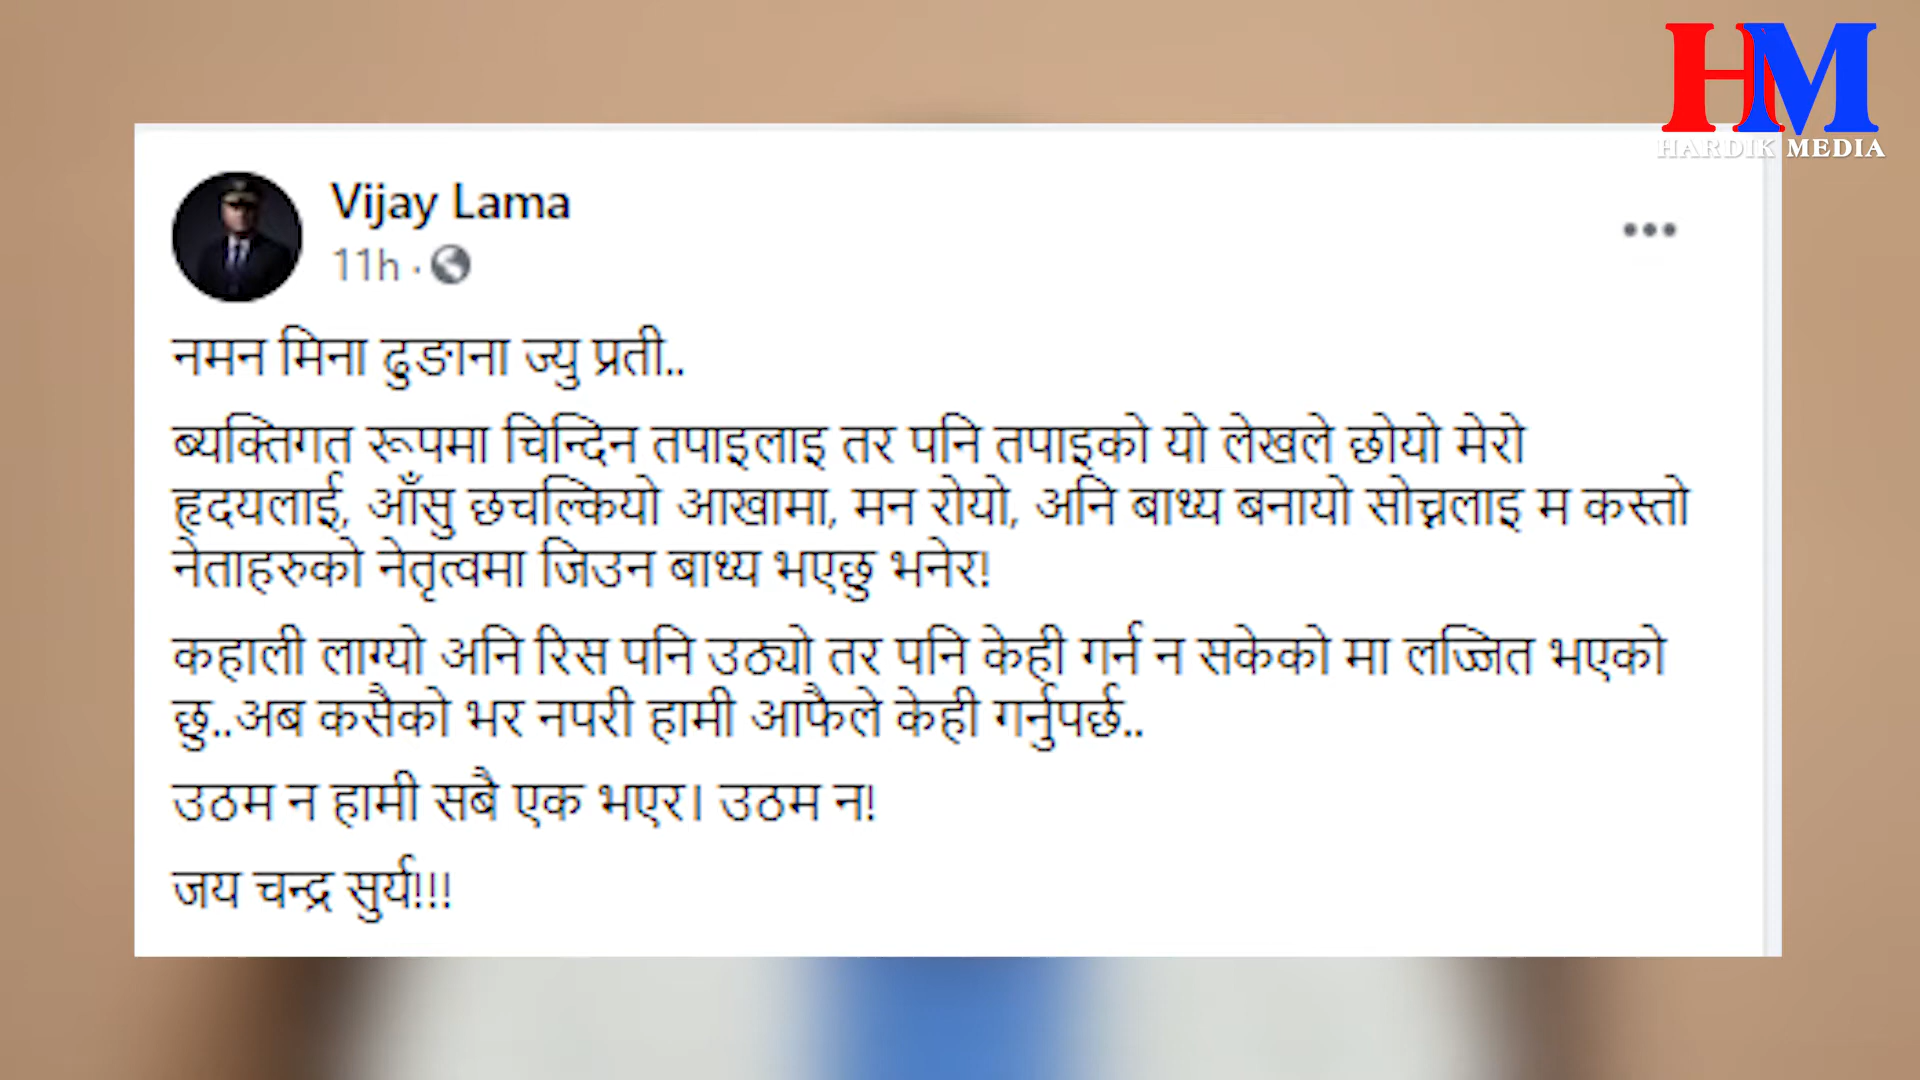 HM
HARDIK MEDIA
Vijay Lama
11h ·
नमन मिना ढुङाना ज्यु प्रती..
ब्यक्तिगत रूपमा चिन्दिन तपाइलाइ तर पनि तपाइको यो लेखले छोयो मेरो
हृदयलाई, आँसु छचल्कियो आखामा, मन रोयो, अनि बाध्य बनायो सोच्नलाइ म कस्तो
नेताहरुको नेतृत्वमा जिउन बाध्य भएछु भनेर!
कहाली लाग्यो अनि रिस पनि उठ्यो तर पनि केही गर्न न सकेको मा लज्जित भएको
छु..अब कसैको भर नपरी हामी आफैले केही गर्नुपर्छ..
उठम न हामी सबै एक भएर। उठम न!
जय चन्द्र सुर्य!!!